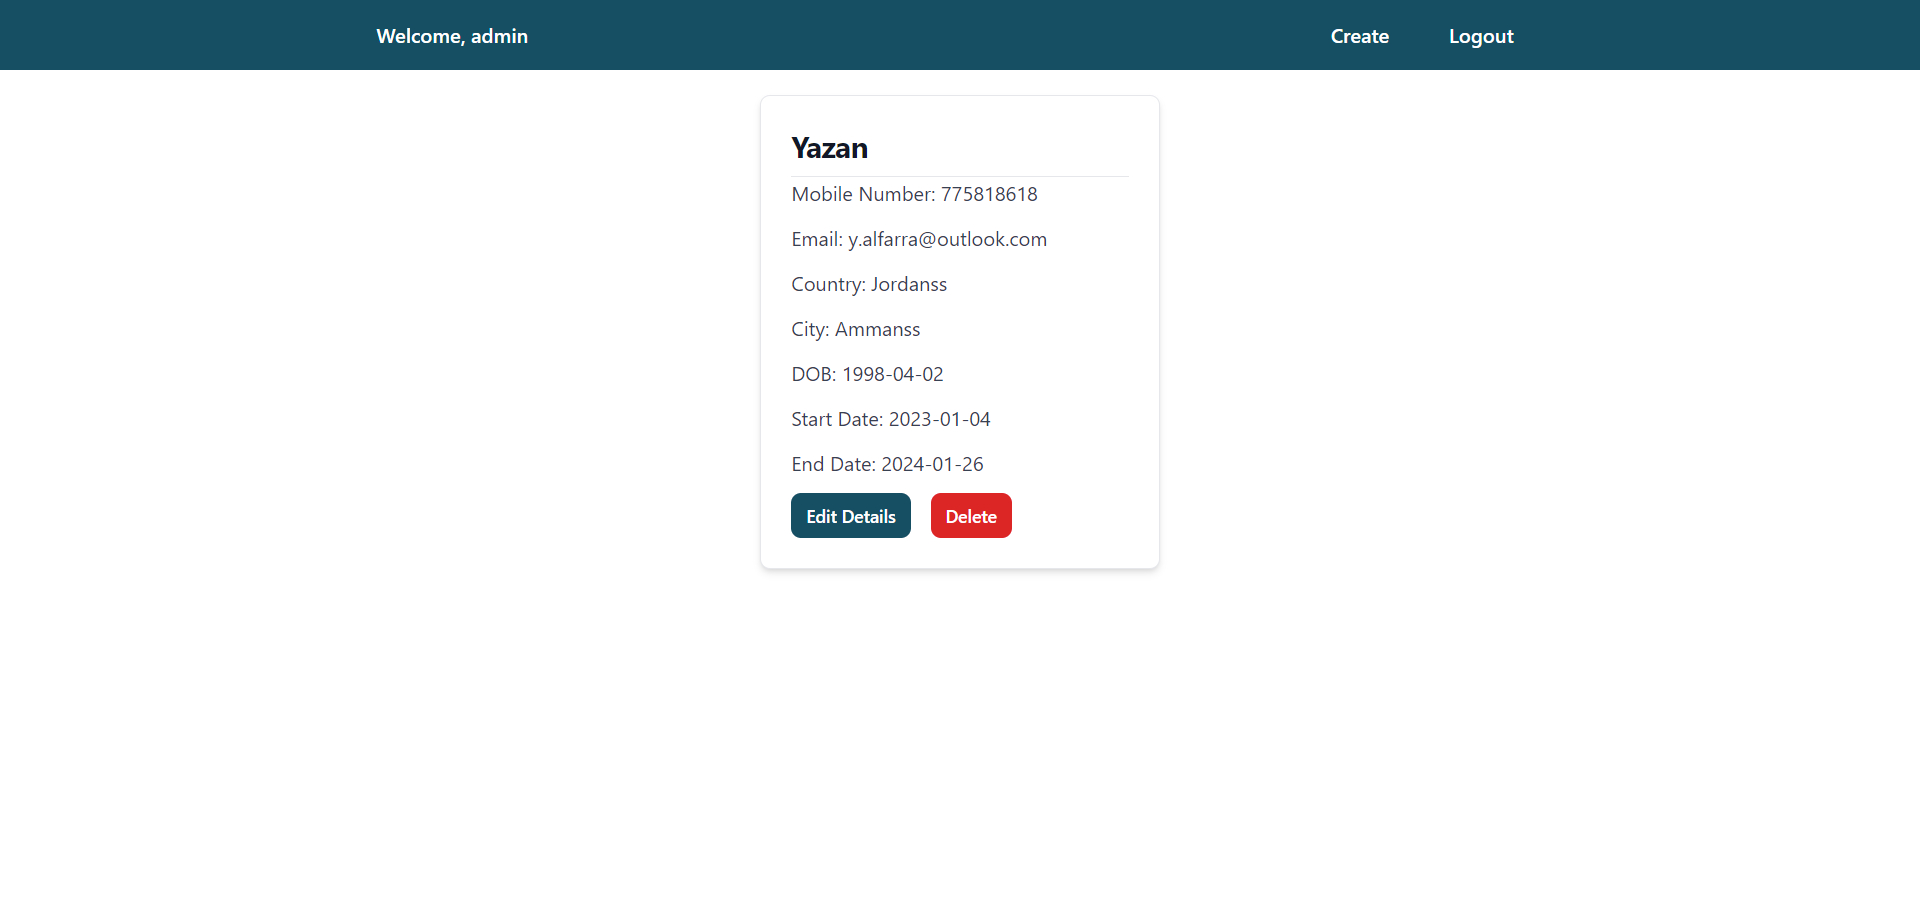 Welcome, admin
Create
Logout
Yazan
Mobile Number: 775818618
Email: y.alfarra@outlook.com
Country: Jordanss
City: Ammanss
DOB: 1998-04-02
Start Date: 2023-01-04
End Date: 2024-01-26
Edit Details
Delete